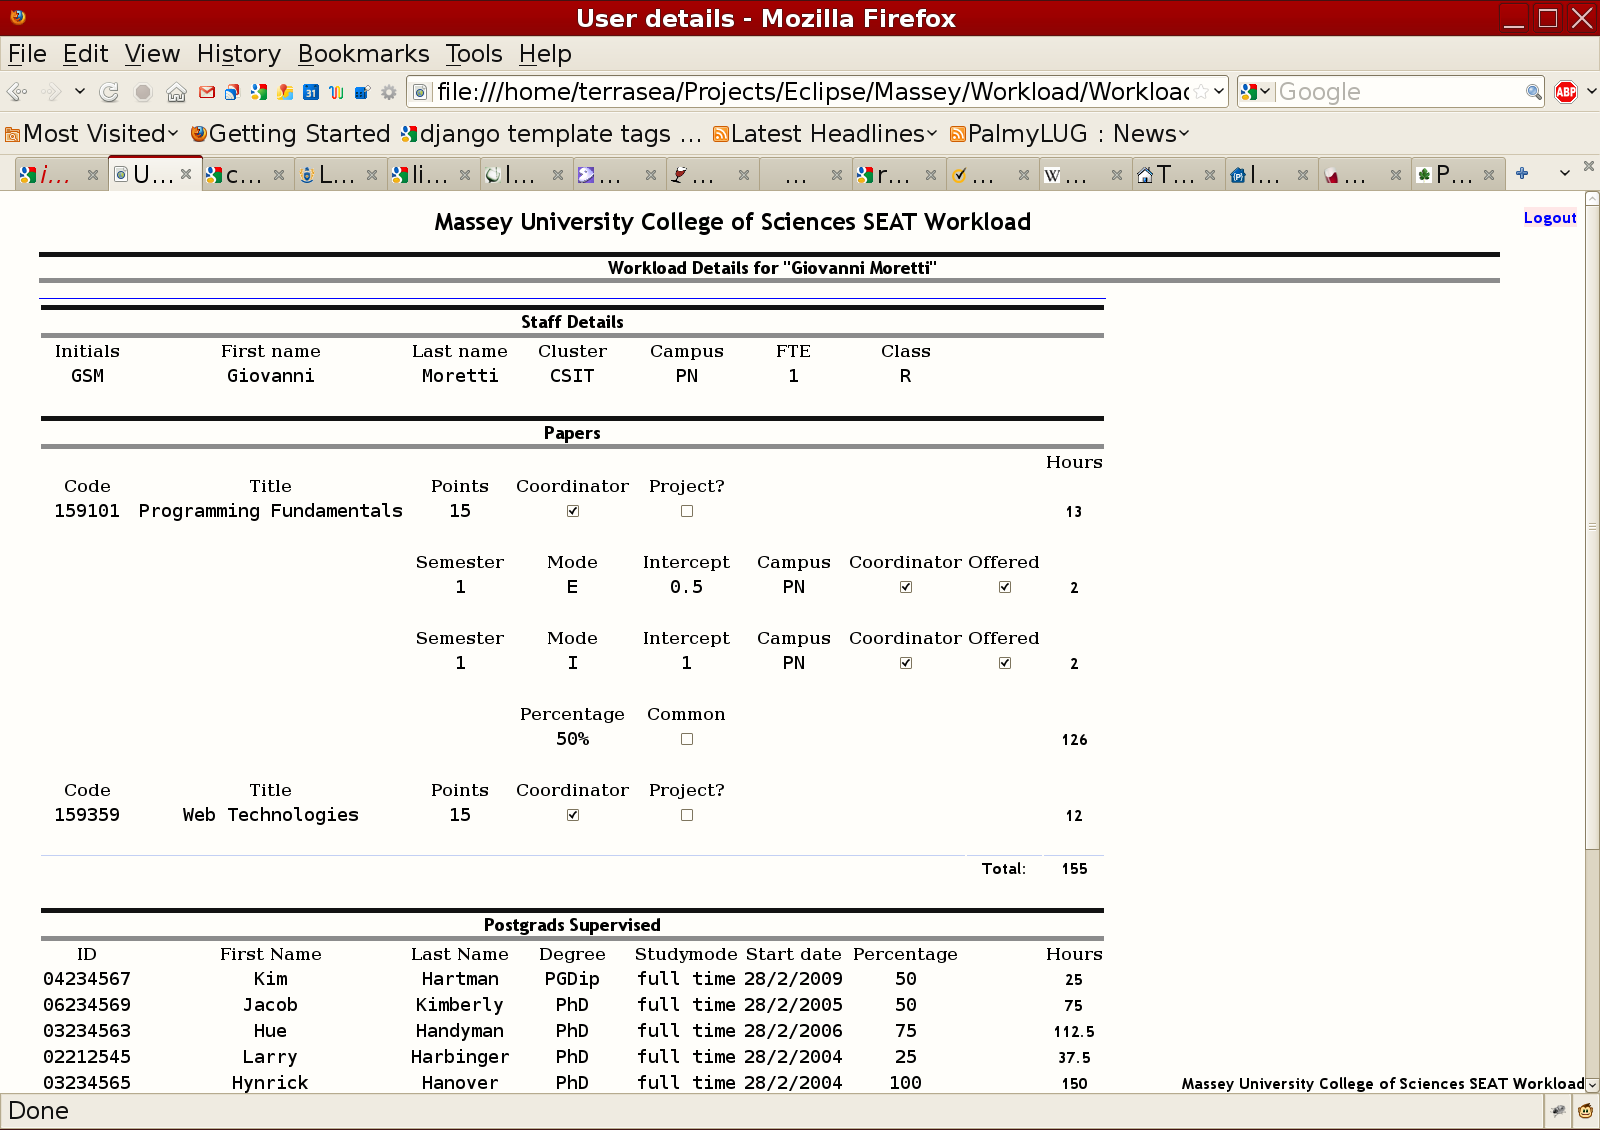 User details - Mozilla Firefox
File Edit View History Bookmarks Tools Help
file:///home/terrasea/Projects/Eclipse/Massey/Workload/Workload Google ABP
Most Visited Getting Started django template tags ... Latest Headlines PalmyLUG : News
i... U... c... L... li... I... ... ... ... r... ... W ... T... I... ... P...
Massey University College of Sciences SEAT Workload Logout
Workload Details for "Giovanni Moretti"
Staff Details
Initials First name Last name Cluster Campus FTE Class
GSM Giovanni Moretti CSIT PN 1 R
Papers
Hours
Code Title Points Coordinator Project?
159101 Programming Fundamentals 15 13
Semester Mode Intercept Campus Coordinator Offered
1 E 0.5 PN 2
Semester Mode Intercept Campus Coordinator Offered
1 I 1 PN 2
Percentage Common
50% 126
Code Title Points Coordinator Project?
159359 Web Technologies 15 12
Total: 155
Postgrads Supervised
ID First Name Last Name Degree Studymode Start date Percentage Hours
04234567 Kim Hartman PGDip full time 28/2/2009 50 25
06234569 Jacob Kimberly PhD full time 28/2/2005 50 75
03234563 Hue Handyman PhD full time 28/2/2006 75 112.5
02212545 Larry Harbinger PhD full time 28/2/2004 25 37.5
03234565 Hynrick Hanover PhD full time 28/2/2004 100 150
Massey University College of Sciences SEAT Workload
Done